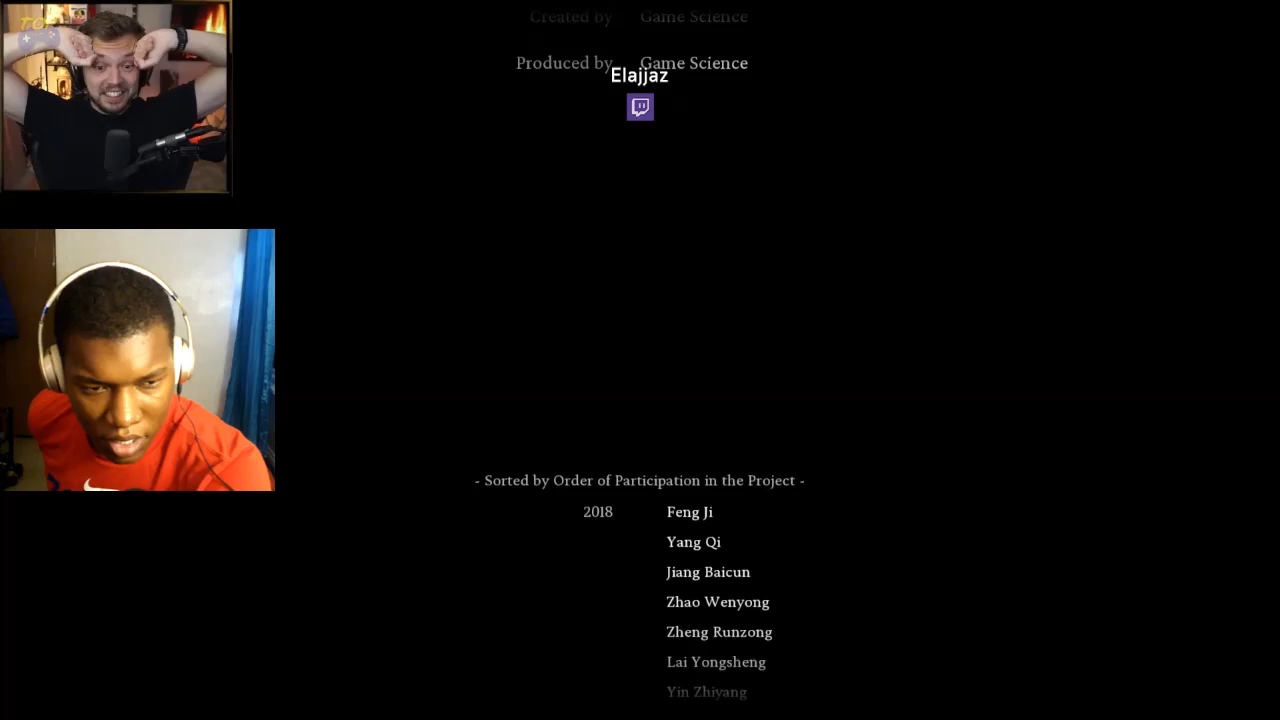 TOP
Created by Game Science
Produced by Game Science
Elajjaz
- Sorted by Order of Participation in the Project -
2018 Feng Ji
Yang Qi
Jiang Baicun
Zhao Wenyong
Zheng Runzong
Lai Yongsheng
Yin Zhiyang